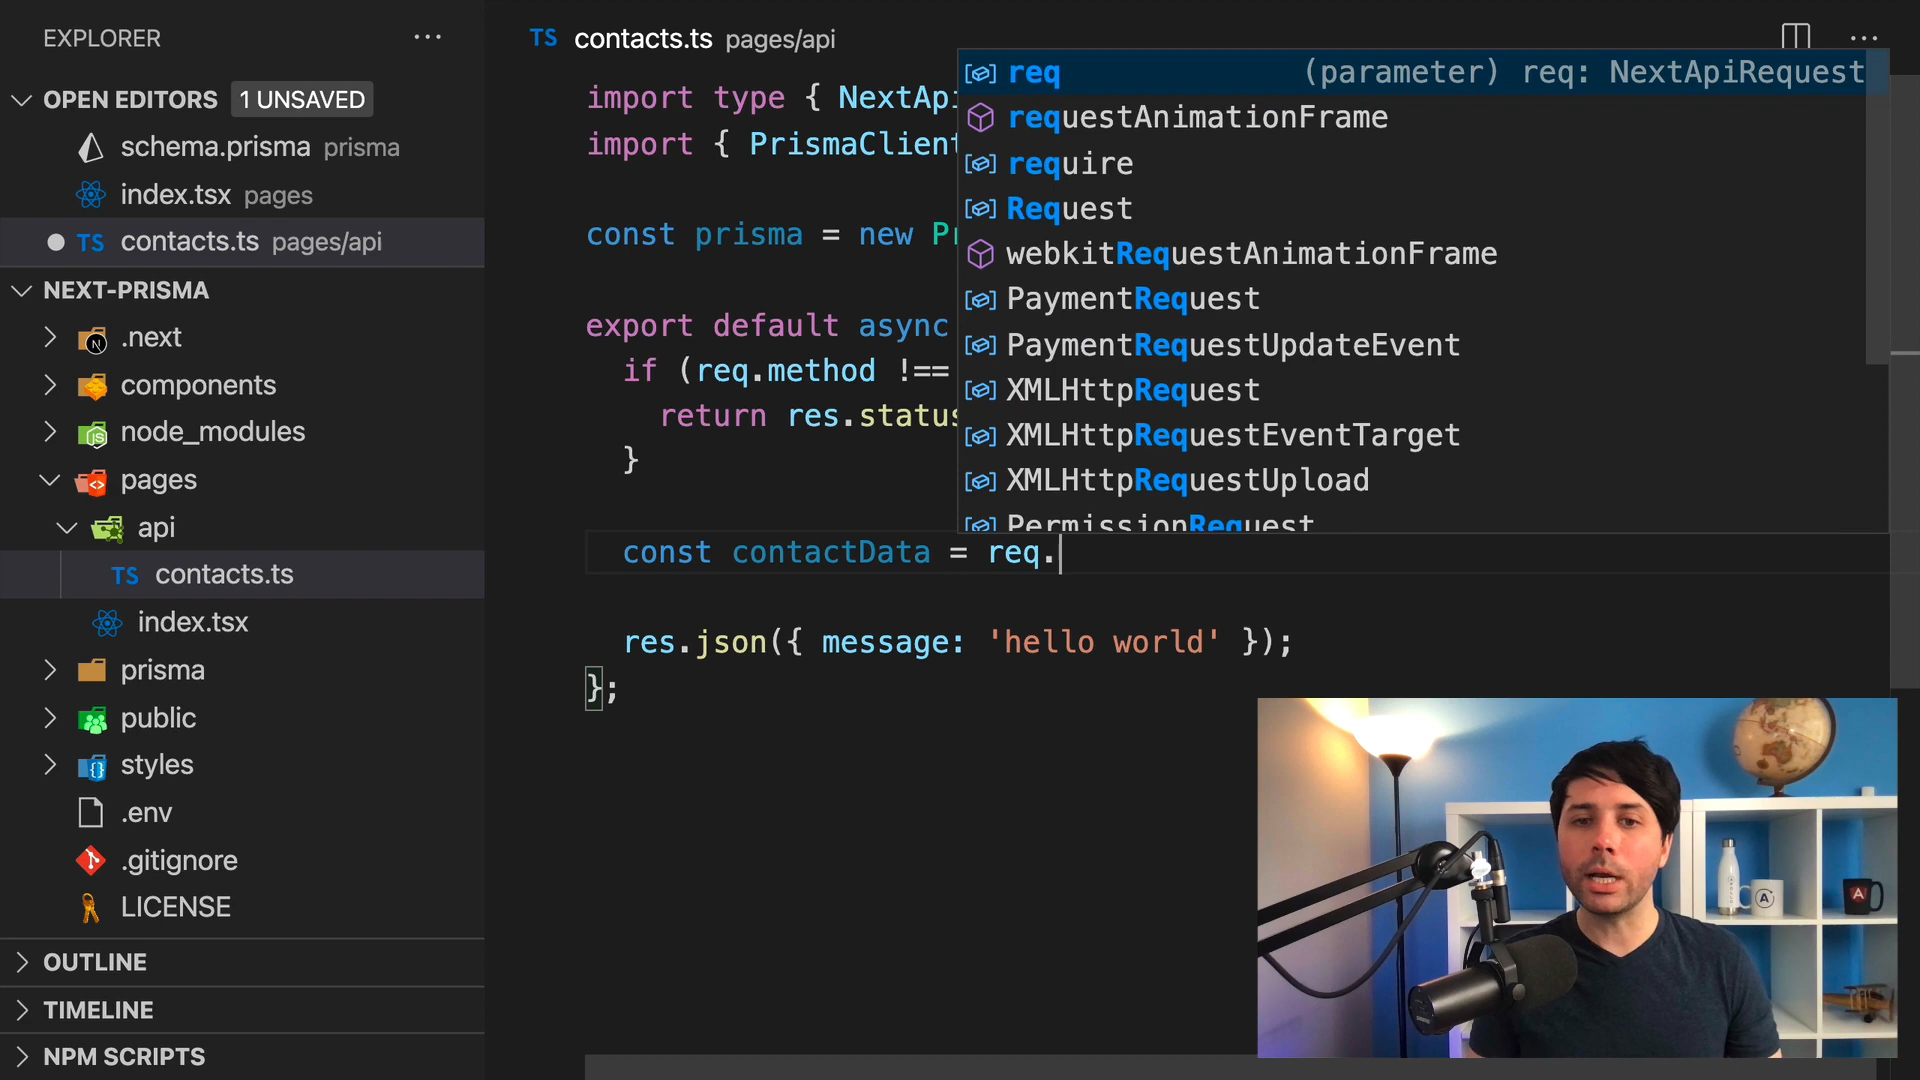 EXPLORER
OPEN EDITORS 1 UNSAVED
schema.prisma prisma
index.tsx pages
TS contacts.ts pages/api
NEXT-PRISMA
.next
components
node_modules
pages
api
TS contacts.ts
index.tsx
prisma
public
styles
.env
.gitignore
LICENSE
OUTLINE
TIMELINE
NPM SCRIPTS
TS contacts.ts pages/api
import type { NextApi
import { PrismaClient
const prisma = new Pr
export default async
if (req.method !==
return res.status
}
const contactData = req.
res.json({ message: 'hello world' });
};
req (parameter) req: NextApiRequest
requestAnimationFrame
require
Request
webkitRequestAnimationFrame
PaymentRequest
PaymentRequestUpdateEvent
XMLHttpRequest
XMLHttpRequestEventTarget
XMLHttpRequestUpload
PermissionRequest
A
A